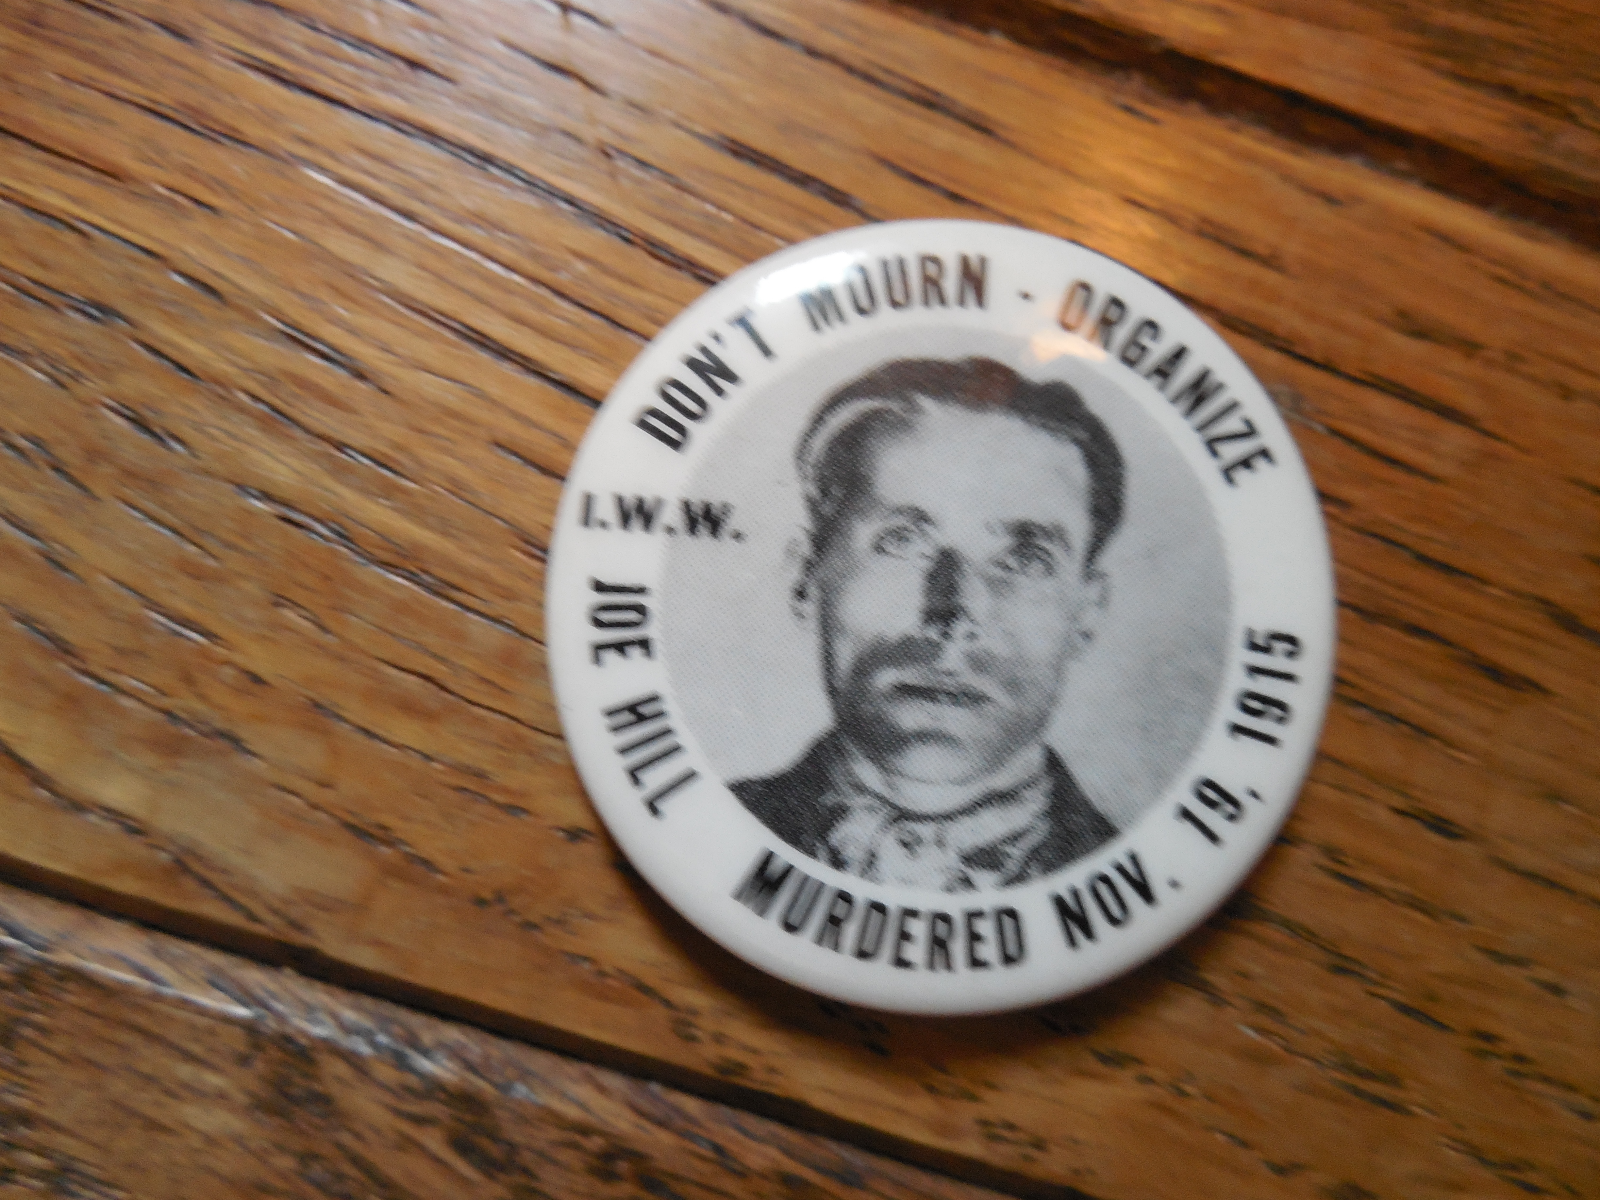 DON'T MOURN - ORGANIZE
I.W.W.
JOE HILL
MURDERED NOV. 19, 1915